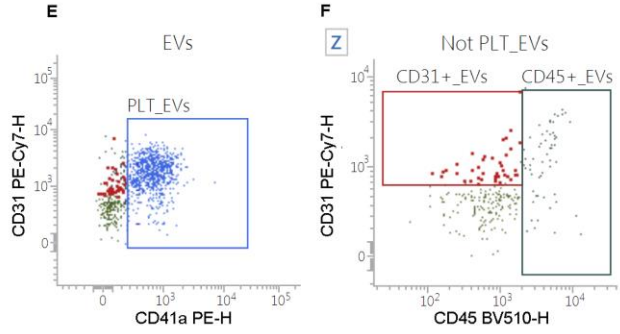 E
EVs
10^5
10^4
10^3
0
CD31 PE-Cy7-H
PLT_EVs
0
10^3
10^4
10^5
CD41a PE-H
F
Z
Not PLT_EVs
CD31+_EVs
CD45+_EVs
10^4
10^3
0
CD31 PE-Cy7-H
10^2
10^3
10^4
CD45 BV510-H